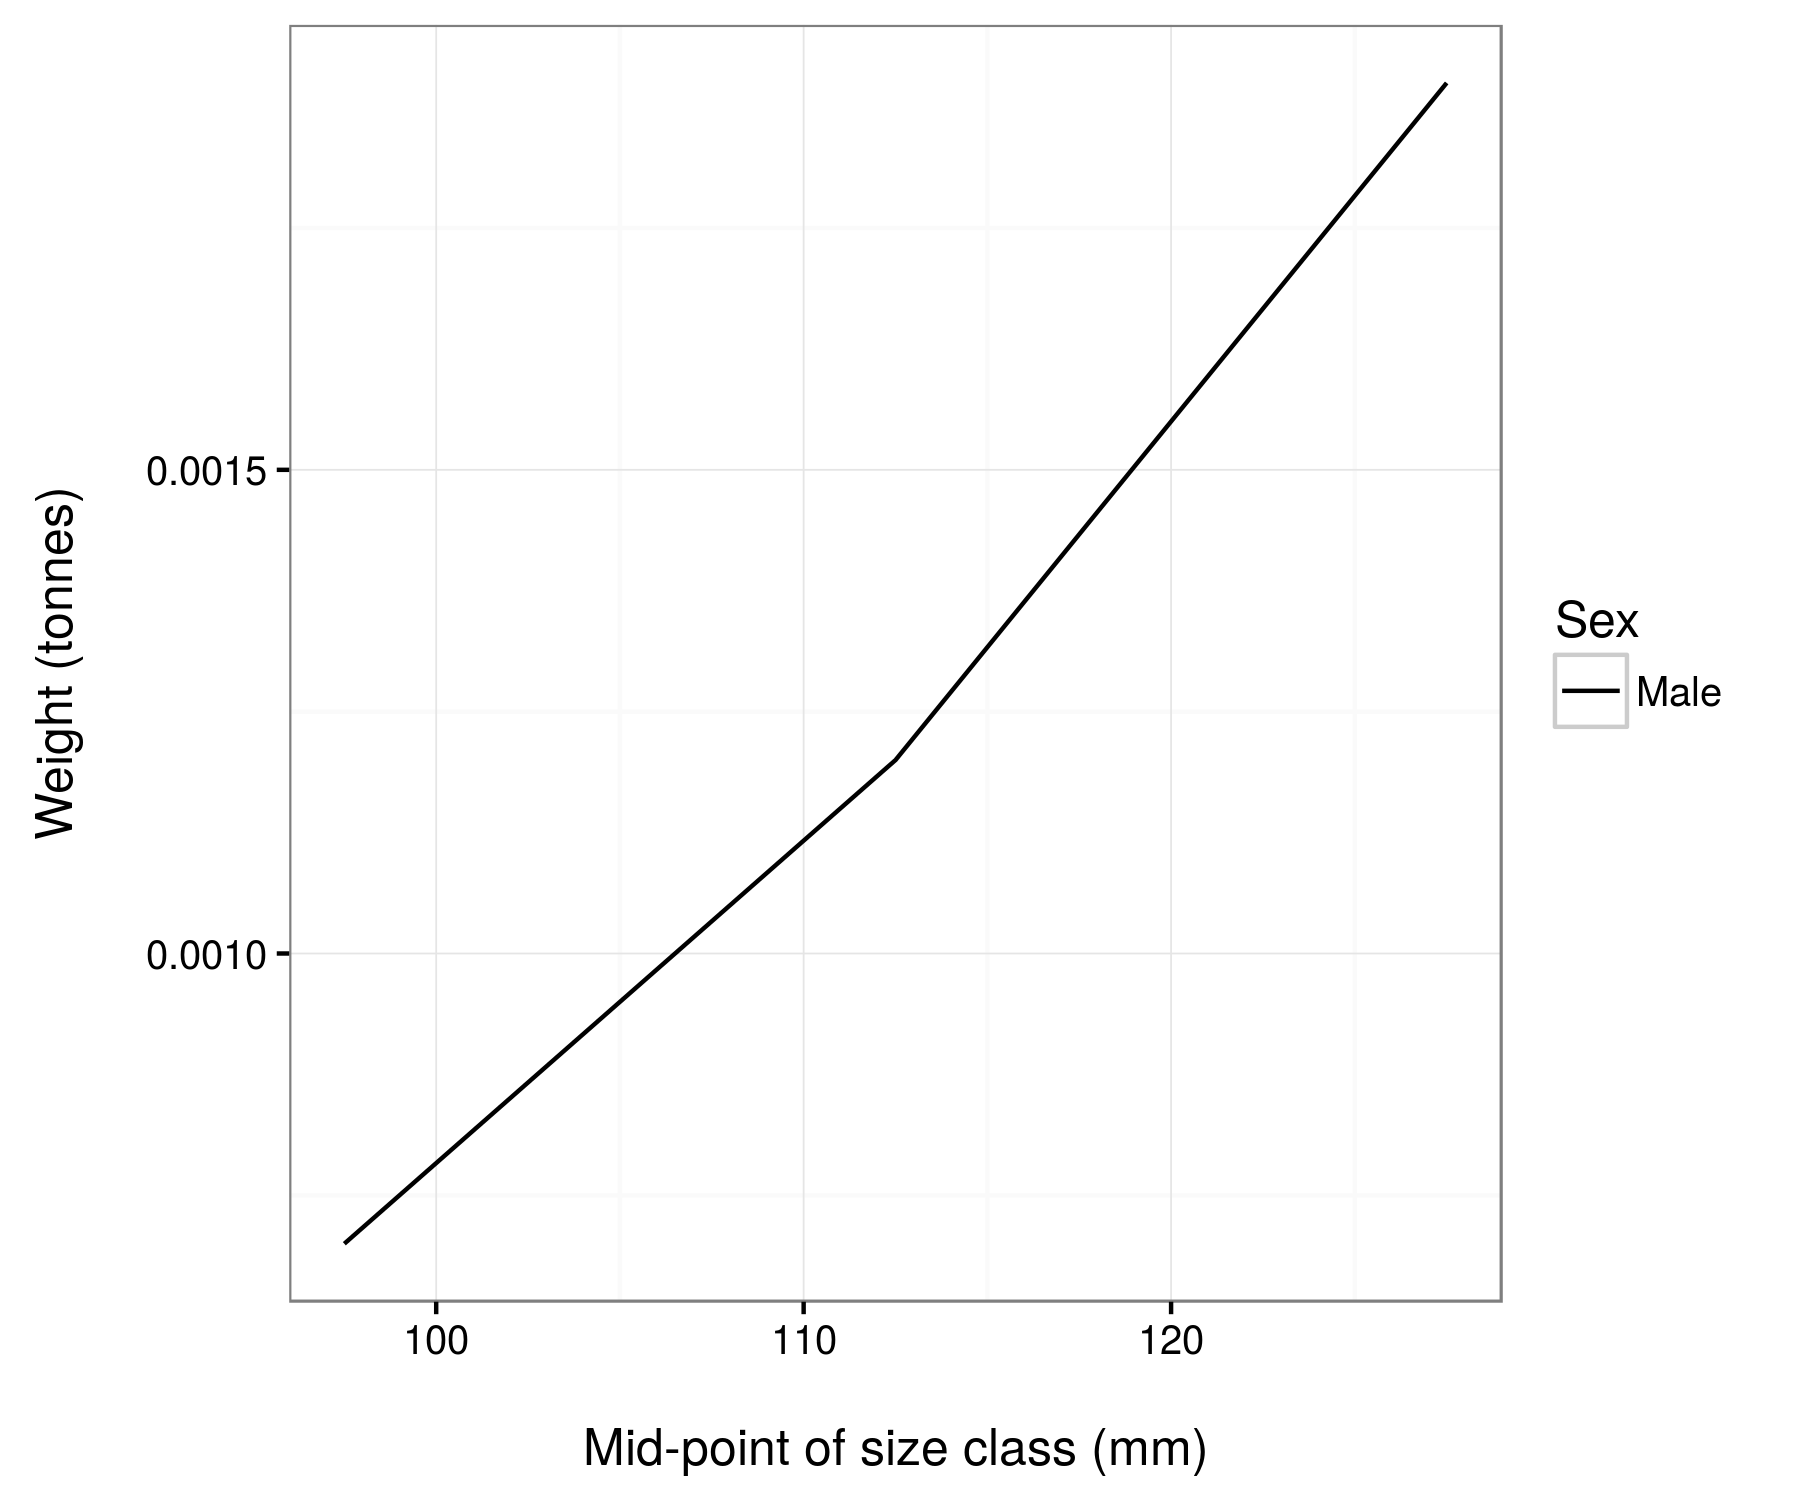 Weight (tonnes)
0.0015
0.0010
100
110
120
Mid-point of size class (mm)
Sex
Male